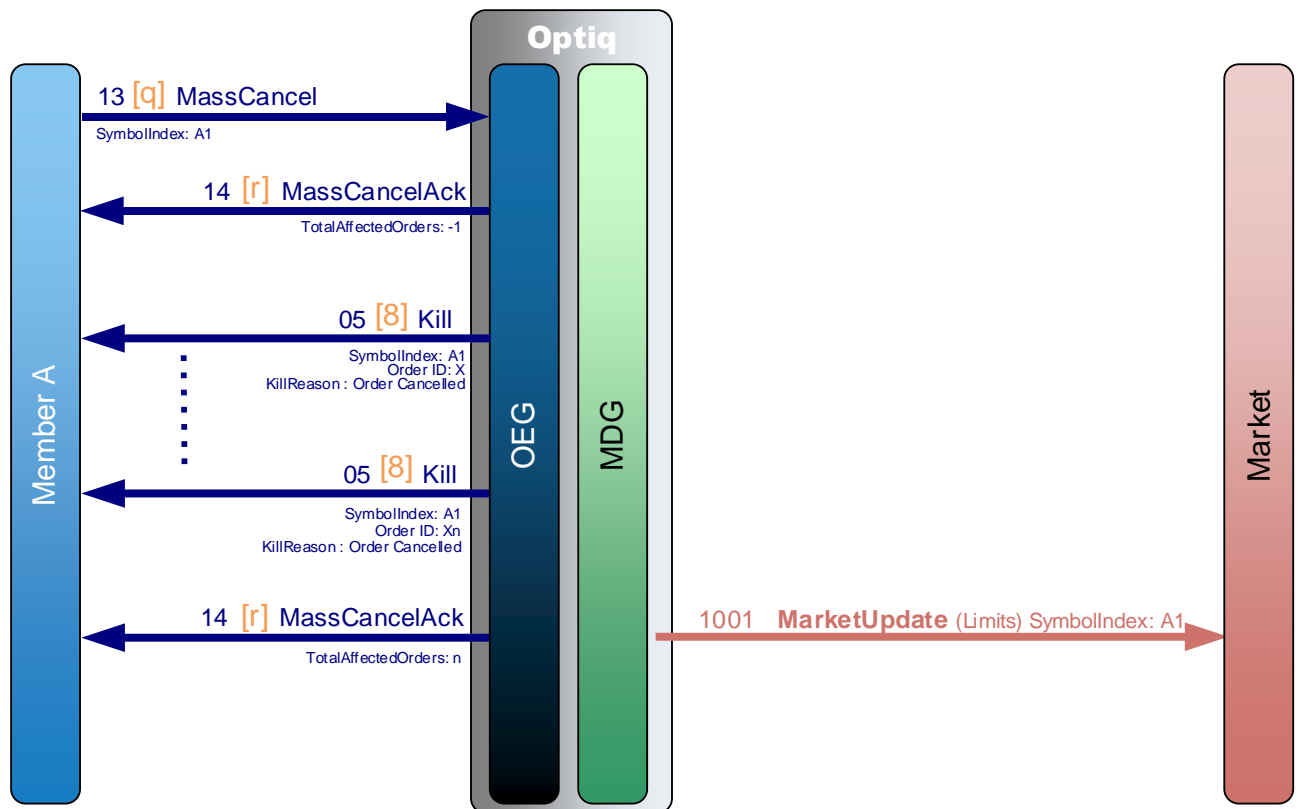 Optiq
13 [q] MassCancel
SymbolIndex: A1
14 [r] MassCancelAck
TotalAffectedOrders: -1
05 [8] Kill
SymbolIndex: A1
Order ID: X
KillReason : Order Cancelled
Member A
OEG
MDG
Market
05 [8] Kill
SymbolIndex: A1
Order ID: Xn
KillReason : Order Cancelled
14 [r] MassCancelAck
TotalAffectedOrders: n
1001 MarketUpdate (Limits) SymbolIndex: A1